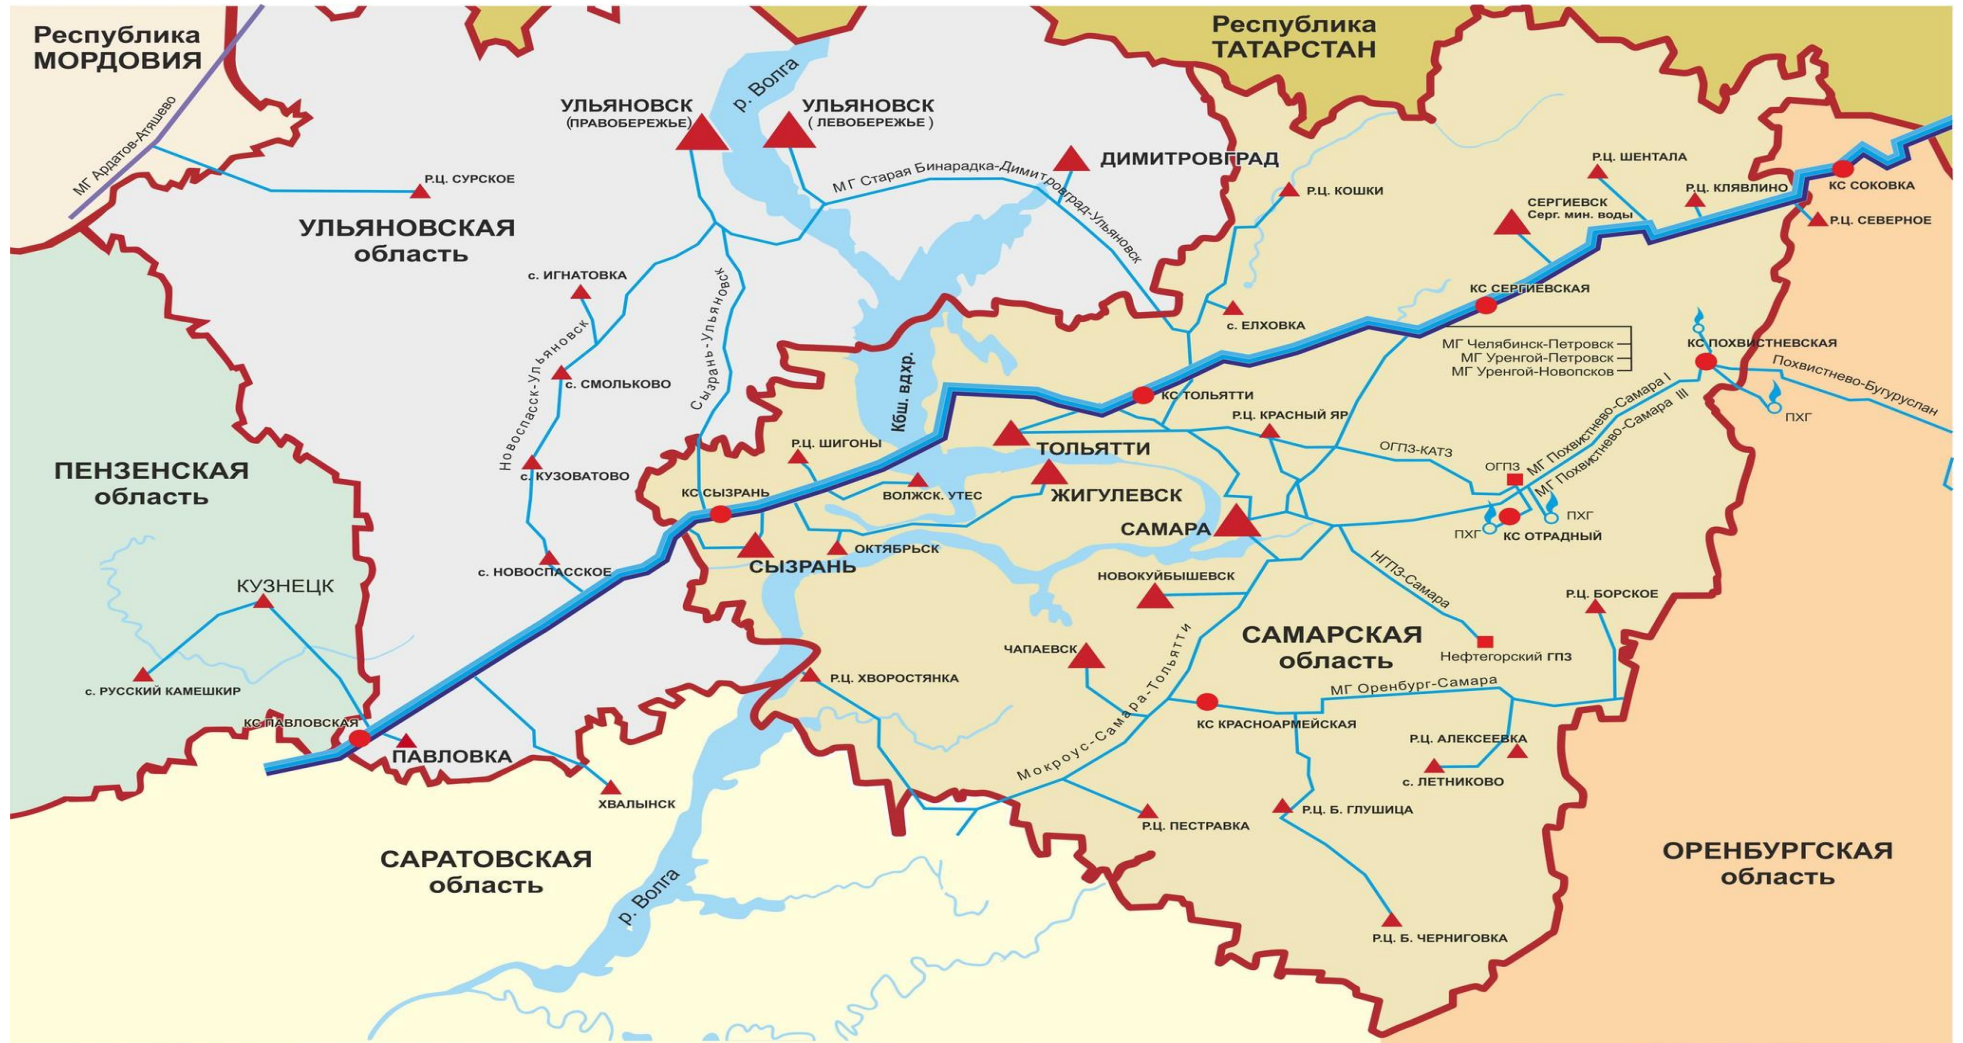 Республика
МОРДОВИЯ
Республика
ТАТАРСТАН
р. Волга
УЛЬЯНОВСК
(ПРАВОБЕРЕЖЬЕ)
УЛЬЯНОВСК
( ЛЕВОБЕРЕЖЬЕ )
МГ Ардатов-Атяшево
ДИМИТРОВГРАД
МГ Старая Бинарадка-Димитровград-Ульяновск
Р.Ц. СУРСКОЕ
Р.Ц. КОШКИ
Р.Ц. ШЕНТАЛА
Р.Ц. КЛЯВЛИНО
КС СОКОВКА
СЕРГИЕВСК
Серг. мин. воды
Р.Ц. СЕВЕРНОЕ
УЛЬЯНОВСКАЯ
область
с. ИГНАТОВКА
Сызрань-Ульяновск
Новоспасск-Ульяновск
КС СЕРГИЕВСКАЯ
с. ЕЛХОВКА
МГ Челябинск-Петровск
МГ Уренгой-Петровск
МГ Уренгой-Новопсков
КС ПОХВИСТНЕВСКАЯ
Похвистнево-Бугуруслан
ПХГ
с. СМОЛЬКОВО
Кбш. вдхр.
КС ТОЛЬЯТТИ
МГ Похвистнево-Самара I
МГ Похвистнево-Самара III
Р.Ц. КРАСНЫЙ ЯР
Р.Ц. ШИГОНЫ
ТОЛЬЯТТИ
ОГПЗ-КАТЗ
ОГПЗ
ПЕНЗЕНСКАЯ
область
с. КУЗОВАТОВО
КС СЫЗРАНЬ
ВОЛЖСК. УТЕС
ЖИГУЛЕВСК
САМАРА
ПХГ
ПХГ
КС ОТРАДНЫЙ
ОКТЯБРЬСК
СЫЗРАНЬ
с. НОВОСПАССКОЕ
НОВОКУЙБЫШЕВСК
НГПЗ-Самара
КУЗНЕЦК
Р.Ц. БОРСКОЕ
САМАРСКАЯ
область
ЧАПАЕВСК
Нефтегорский ГПЗ
Р.Ц. ХВОРОСТЯНКА
МГ Оренбург-Самара
с. РУССКИЙ КАМЕШКИР
КС ПАВЛОВСКАЯ
КС КРАСНОАРМЕЙСКАЯ
Мокроус-Самара-Тольятти
Р.Ц. АЛЕКСЕЕВКА
ПАВЛОВКА
с. ЛЕТНИКОВО
ХВАЛЫНСК
Р.Ц. Б. ГЛУШИЦА
Р.Ц. ПЕСТРАВКА
САРАТОВСКАЯ
область
ОРЕНБУРГСКАЯ
область
р. Волга
Р.Ц. Б. ЧЕРНИГОВКА